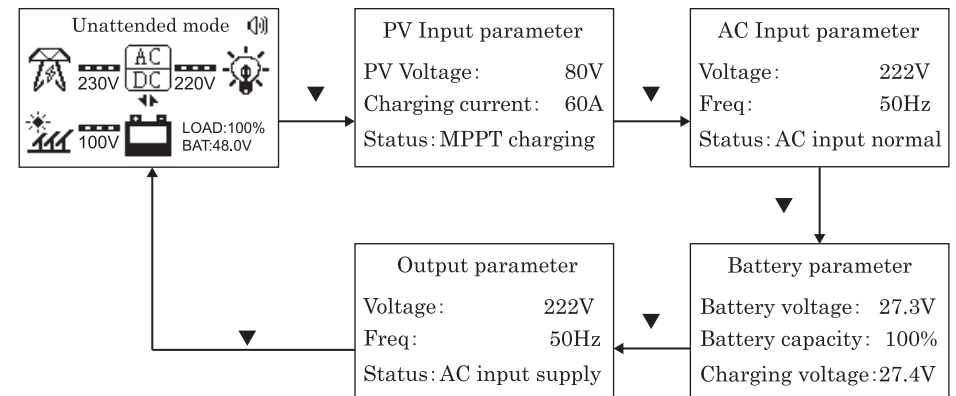 Unattended mode
AC
DC
230V
220V
100V
LOAD:100%
BAT:48.0V
PV Input parameter
PV Voltage: 80V
Charging current: 60A
Status: MPPT charging
AC Input parameter
Voltage: 222V
Freq: 50Hz
Status: AC input normal
Output parameter
Voltage: 222V
Freq: 50Hz
Status: AC input supply
Battery parameter
Battery voltage: 27.3V
Battery capacity: 100%
Charging voltage:27.4V